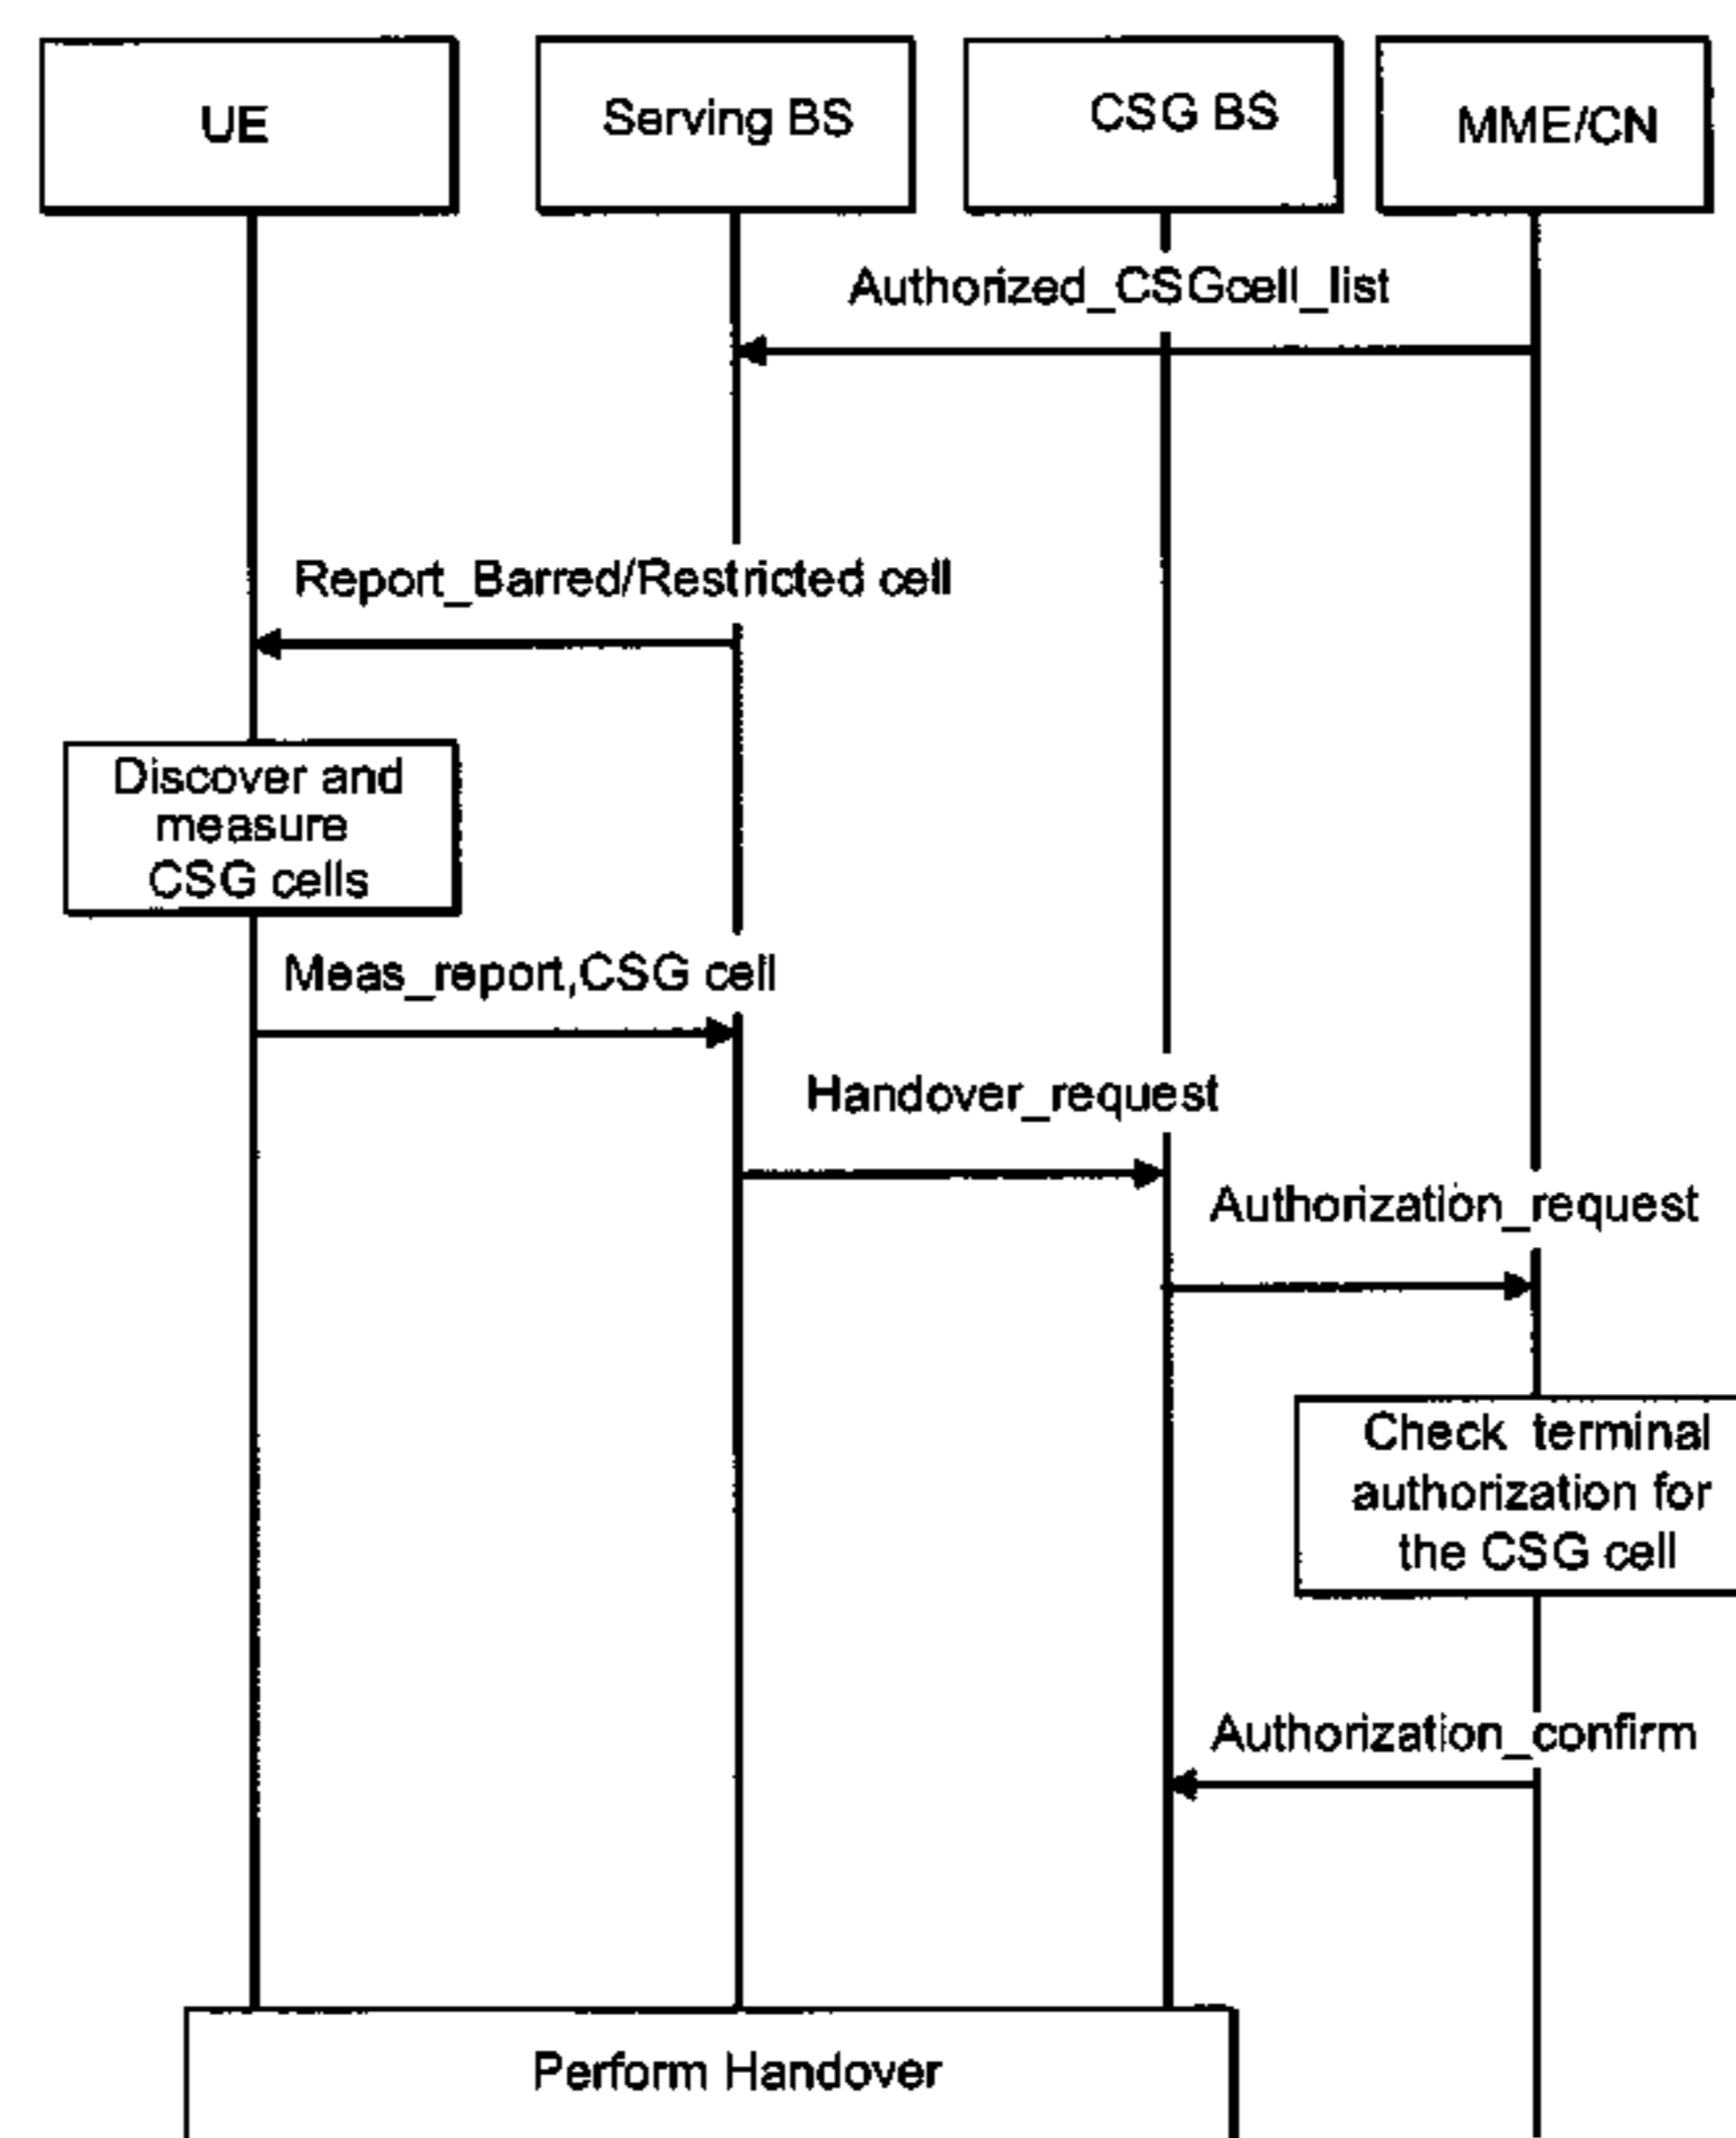 UE
Serving BS
CSG BS
MME/CN
Authorized_CSGcell_list
Report_Barred/Restricted cell
Discover and
measure
CSG cells
Meas_report,CSG cell
Handover_request
Authorization_request
Check terminal
authorization for
the CSG cell
Authorization_confirm
Perform Handover